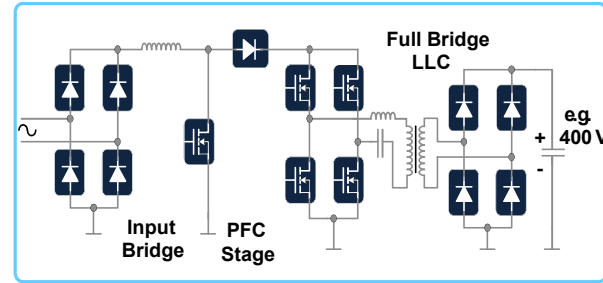 Full Bridge
LLC
e.g.
400 V
+
-
Input
Bridge
PFC
Stage